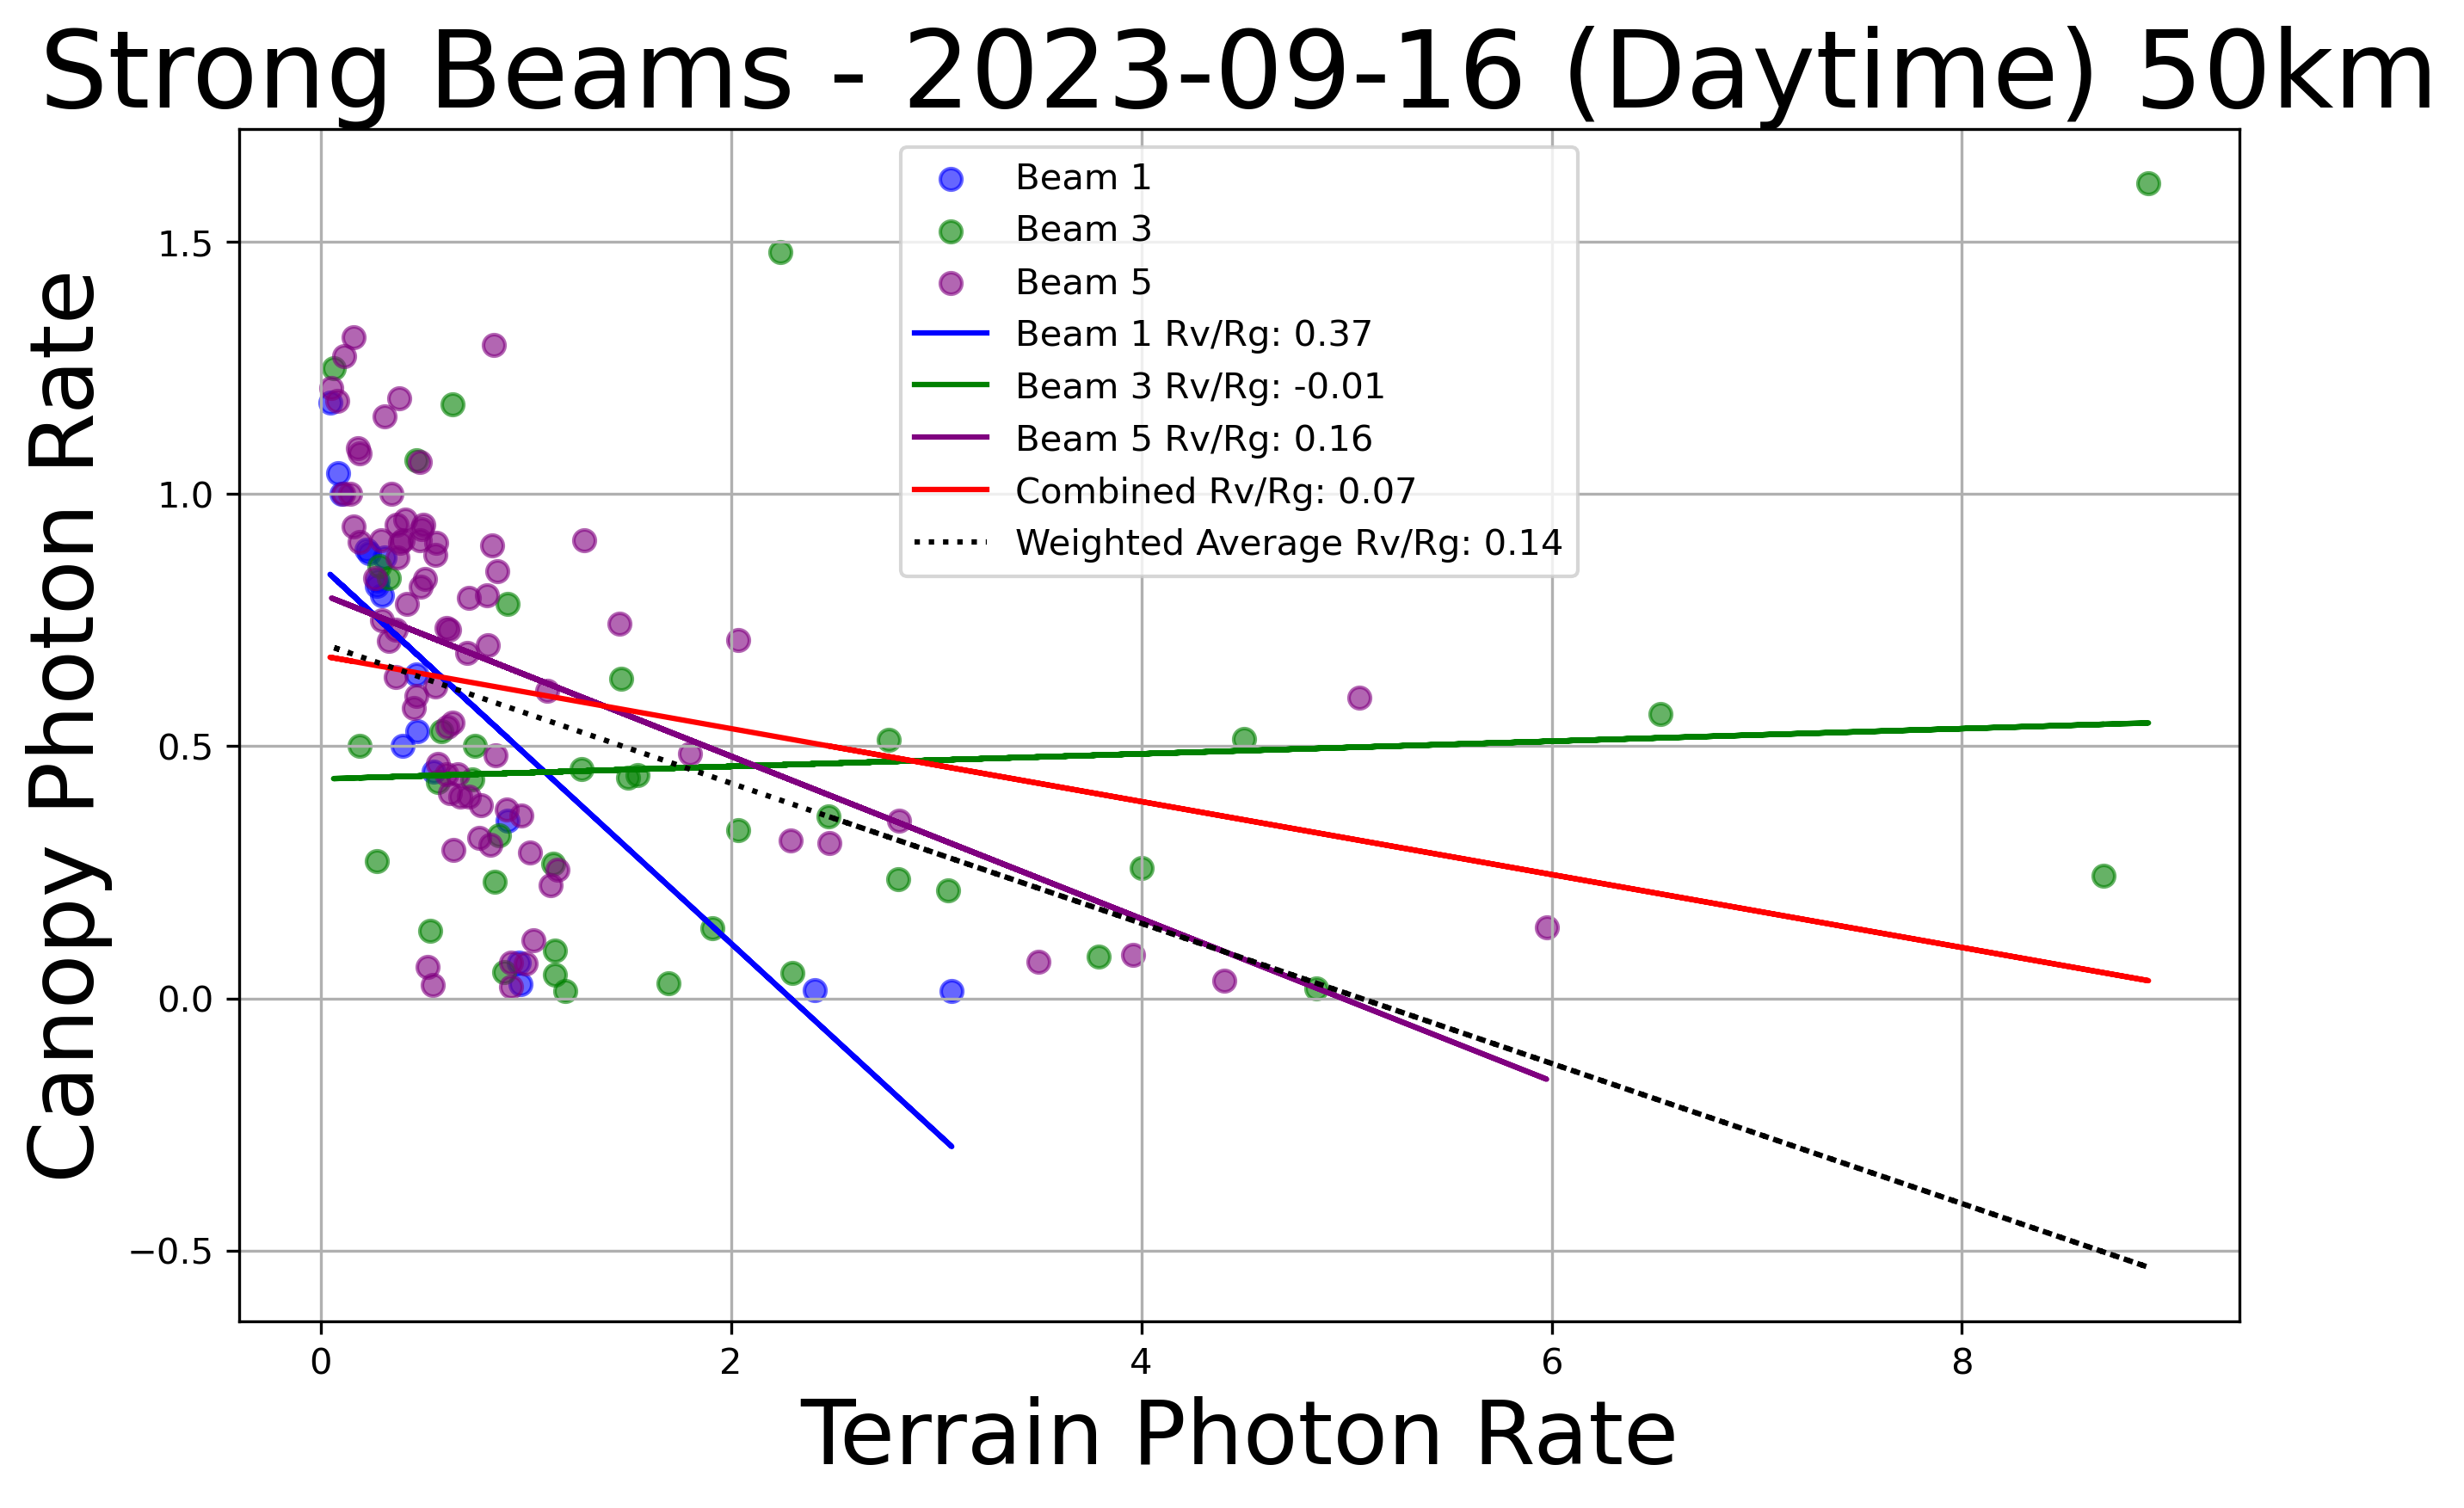 Strong Beams - 2023-09-16 (Daytime) 50km
Canopy Photon Rate
1.5
1.0
0.5
0.0
−0.5
Beam 1
Beam 3
Beam 5
Beam 1 Rv/Rg: 0.37
Beam 3 Rv/Rg: -0.01
Beam 5 Rv/Rg: 0.16
Combined Rv/Rg: 0.07
Weighted Average Rv/Rg: 0.14
0 2 4 6 8
Terrain Photon Rate